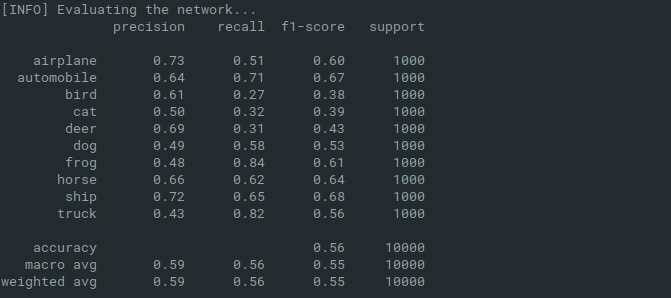 [INFO] Evaluating the network...
precision recall f1-score support
airplane 0.73 0.51 0.60 1000
automobile 0.64 0.71 0.67 1000
bird 0.61 0.27 0.38 1000
cat 0.50 0.32 0.39 1000
deer 0.69 0.31 0.43 1000
dog 0.49 0.58 0.53 1000
frog 0.48 0.84 0.61 1000
horse 0.66 0.62 0.64 1000
ship 0.72 0.65 0.68 1000
truck 0.43 0.82 0.56 1000
accuracy 0.56 10000
macro avg 0.59 0.56 0.55 10000
weighted avg 0.59 0.56 0.55 10000